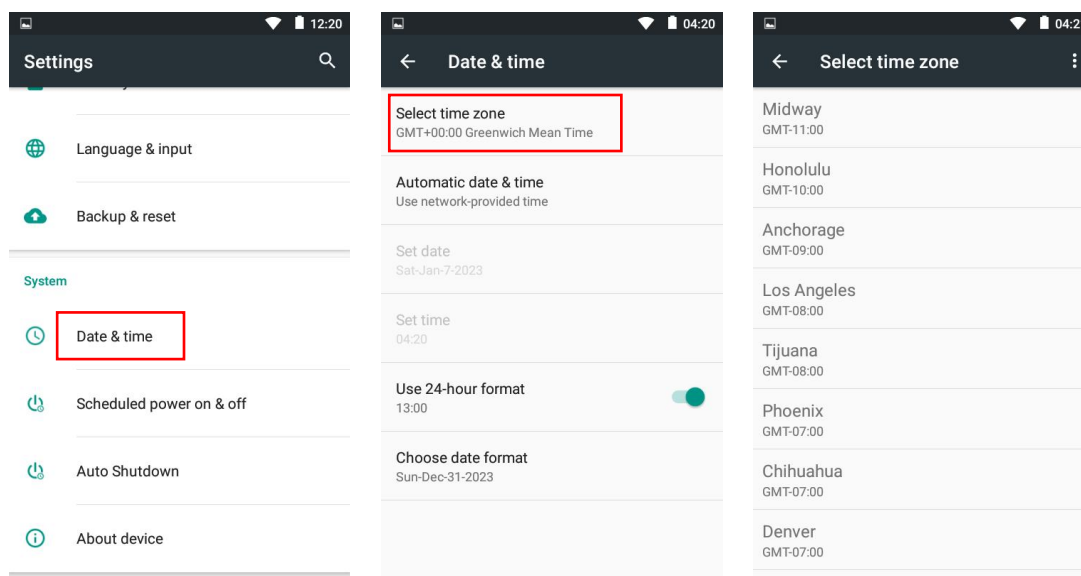 12:20
Settings
Language & input
Backup & reset
System
Date & time
Scheduled power on & off
Auto Shutdown
About device
04:20
Date & time
Select time zone
GMT+00:00 Greenwich Mean Time
Automatic date & time
Use network-provided time
Set date
Sat-Jan-7-2023
Set time
04:20
Use 24-hour format
13:00
Choose date format
Sun-Dec-31-2023
04:2
Select time zone
Midway
GMT-11:00
Honolulu
GMT-10:00
Anchorage
GMT-09:00
Los Angeles
GMT-08:00
Tijuana
GMT-08:00
Phoenix
GMT-07:00
Chihuahua
GMT-07:00
Denver
GMT-07:00